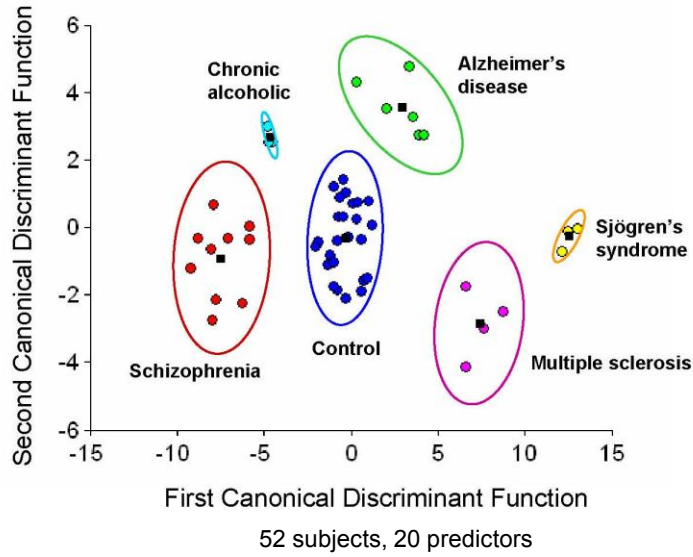 Second Canonical Discriminant Function
6
4
2
0
-2
-4
-6
Chronic
alcoholic
Alzheimer's
disease
Sjögren's
syndrome
Schizophrenia
Control
Multiple sclerosis
-15
-10
-5
0
5
10
15
First Canonical Discriminant Function
52 subjects, 20 predictors